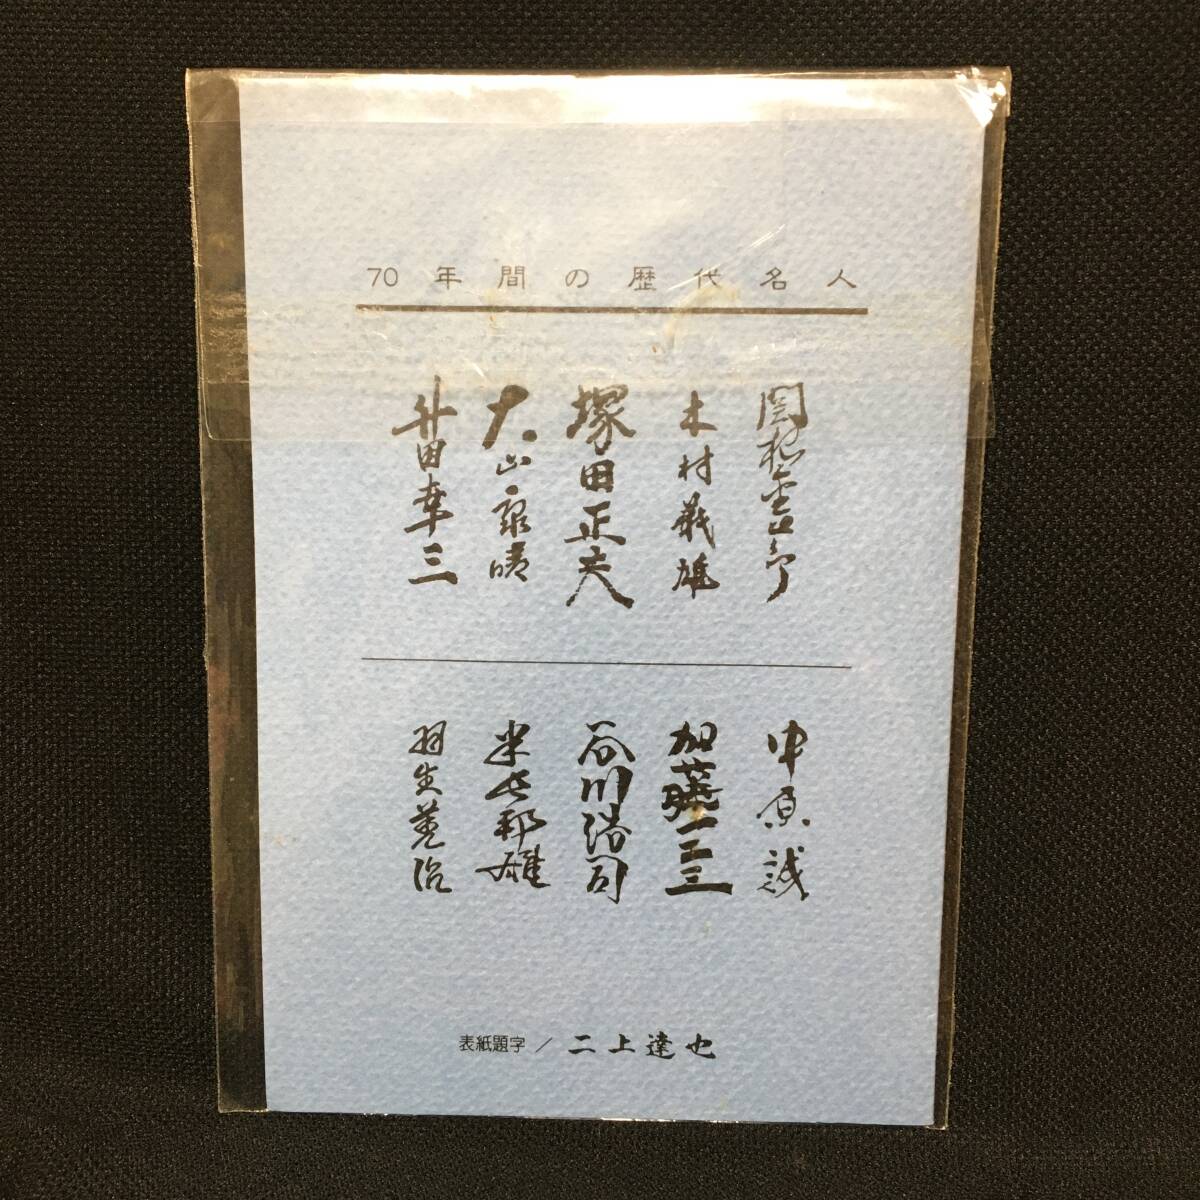 70年間の歴代名人
関根金次郎
木村義雄
塚田正夫
大山康晴
升田幸三
中原誠
加藤一二三
谷川浩司
米長邦雄
羽生善治
表紙題字／二上達也